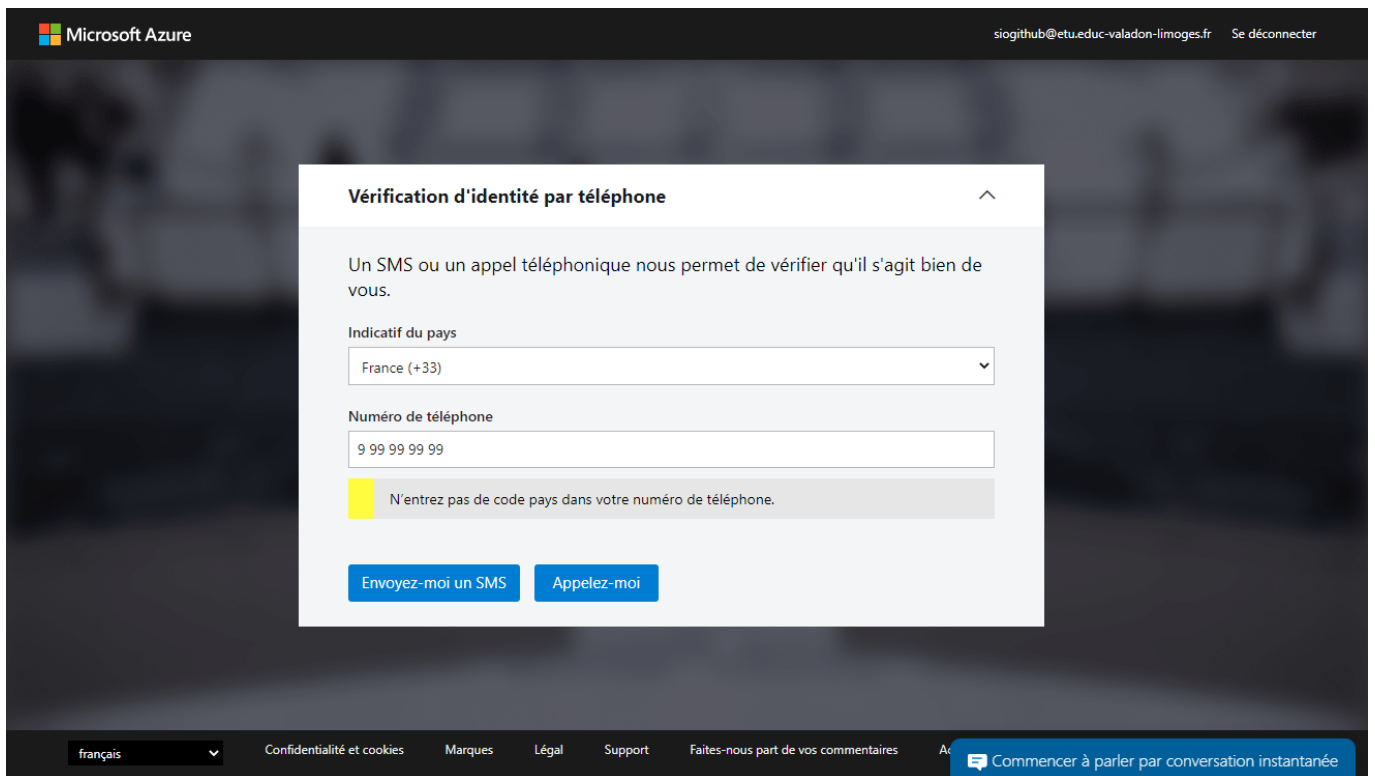 Microsoft Azure
siogithub@etu.educ-valadon-limoges.fr Se déconnecter
Vérification d'identité par téléphone
Un SMS ou un appel téléphonique nous permet de vérifier qu'il s'agit bien de
vous.
Indicatif du pays
France (+33)
Numéro de téléphone
9 99 99 99 99
N'entrez pas de code pays dans votre numéro de téléphone.
Envoyez-moi un SMS Appelez-moi
français Confidentialité et cookies Marques Légal Support Faites-nous part de vos commentaires
Commencer à parler par conversation instantanée